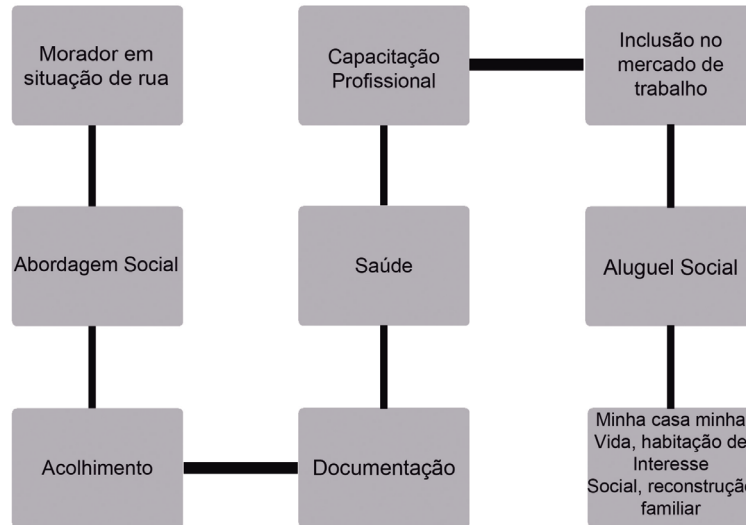 Morador em
situação de rua
Abordagem Social
Acolhimento
Documentação
Saúde
Capacitação
Profissional
Inclusão no
mercado de
trabalho
Aluguel Social
Minha casa minha
Vida, habitação de
Interesse
Social, reconstrução
familiar